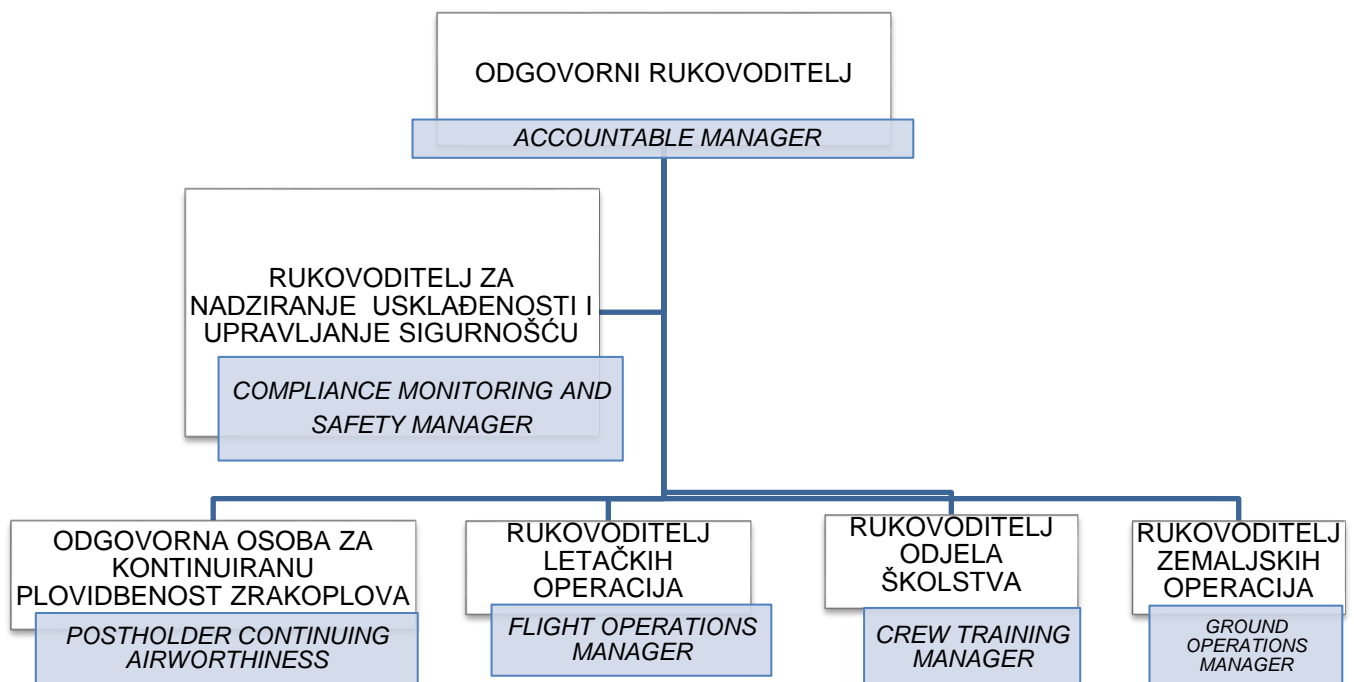 ODGOVORNI RUKOVODITELJ
ACCOUNTABLE MANAGER
RUKOVODITELJ ZA
NADZIRANJE USKLAĐENOSTI I
UPRAVLJANJE SIGURNOŠĆU
COMPLIANCE MONITORING AND
SAFETY MANAGER
ODGOVORNA OSOBA ZA
KONTINUIRANU
PLOVIDBENOST ZRAKOPLOVA
POSTHOLDER CONTINUING
AIRWORTHINESS
RUKOVODITELJ
LETAČKIH
OPERACIJA
FLIGHT OPERATIONS
MANAGER
RUKOVODITELJ
ODJELA
ŠKOLSTVA
CREW TRAINING
MANAGER
RUKOVODITELJ
ZEMALJSKIH
OPERACIJA
GROUND
OPERATIONS
MANAGER